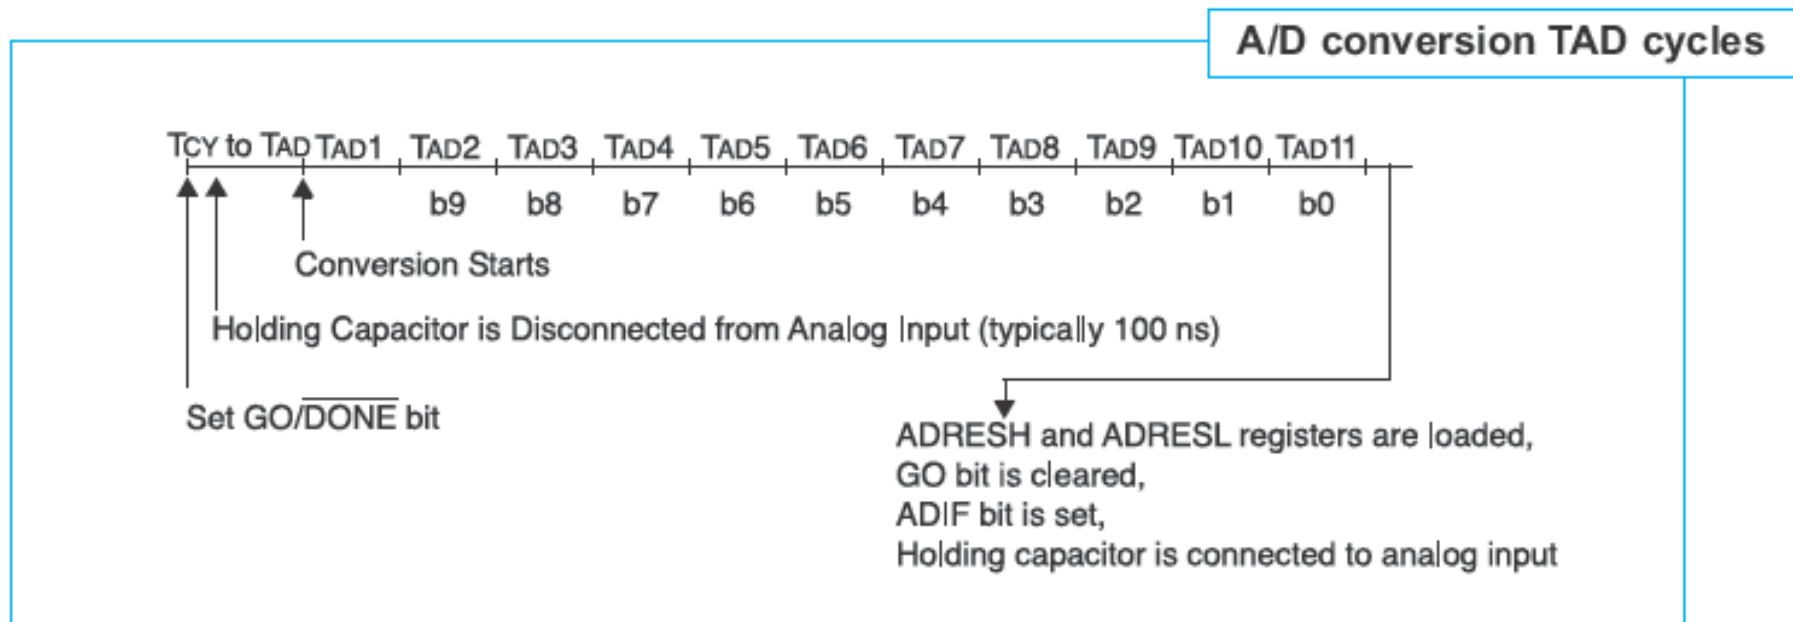 A/D conversion TAD cycles
TCY to TAD TAD1 TAD2 TAD3 TAD4 TAD5 TAD6 TAD7 TAD8 TAD9 TAD10 TAD11
b9 b8 b7 b6 b5 b4 b3 b2 b1 b0
Conversion Starts
Holding Capacitor is Disconnected from Analog Input (typically 100 ns)
Set GO/DONE bit
ADRESH and ADRESL registers are loaded,
GO bit is cleared,
ADIF bit is set,
Holding capacitor is connected to analog input